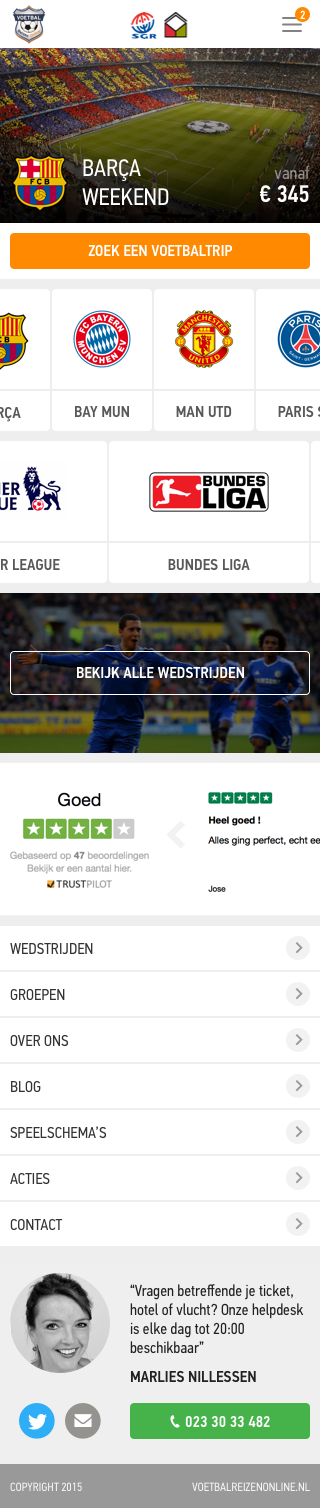 VOETBAL
SGR
2
BARÇA
WEEKEND
vanaf
€ 345
FCB
ZOEK EEN VOETBALTRIP
FC BAYERN
MÜNCHEN EV
MANCHESTER
UNITED
PARIS
SAINT-GERMAIN
RÇA
BAY MUN
MAN UTD
PARIS S
IER
UE
BUNDES
LIGA
R LEAGUE
BUNDES LIGA
BEKIJK ALLE WEDSTRIJDEN
Goed
Gebaseerd op 47 beoordelingen
Bekijk er een aantal hier.
TRUSTPILOT
Heel goed !
Alles ging perfect, echt ee
Jose
WEDSTRIJDEN
GROEPEN
OVER ONS
BLOG
SPEELSCHEMA'S
ACTIES
CONTACT
“Vragen betreffende je ticket,
hotel of vlucht? Onze helpdesk
is elke dag tot 20:00
beschikbaar”
MARLIES NILLESSEN
023 30 33 482
COPYRIGHT 2015
VOETBALREIZENONLINE.NL